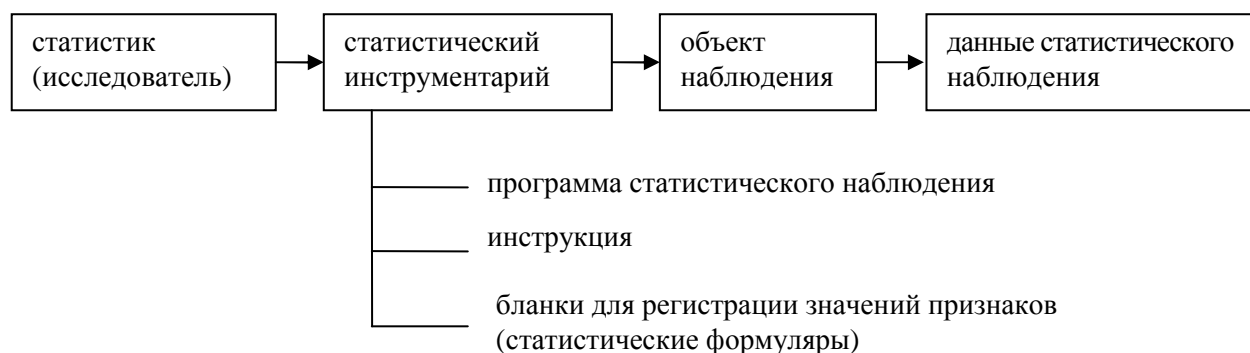 статистик
(исследователь)
статистический
инструментарий
объект
наблюдения
данные статистического
наблюдения
программа статистического наблюдения
инструкция
бланки для регистрации значений признаков
(статистические формуляры)